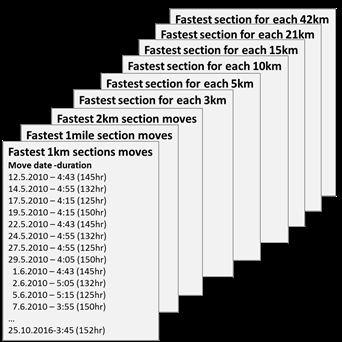 Fastest section for each 42km
Fastest section for each 21km
Fastest section for each 15km
Fastest section for each 10km
Fastest section for each 5km
Fastest section for each 3km
Fastest 2km section moves
Fastest 1mile section moves
Fastest 1km sections moves
Move date -duration
12.5.2010 – 4:43 (145hr)
14.5.2010 – 4:55 (132hr)
17.5.2010 – 4:15 (125hr)
19.5.2010 – 4:15 (150hr)
22.5.2010 – 4:43 (145hr)
24.5.2010 – 4:55 (132hr)
27.5.2010 – 4:55 (125hr)
29.5.2010 – 4:05 (150hr)
1.6.2010 – 4:43 (145hr)
2.6.2010 – 5:05 (132hr)
5.6.2010 – 5:15 (125hr)
7.6.2010 – 3:55 (150hr)
...
25.10.2016-3:45 (152hr)